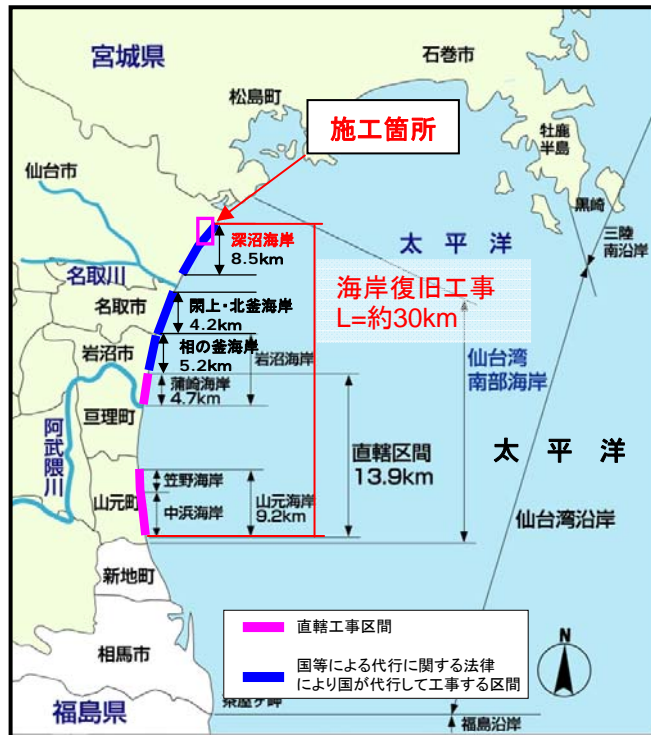 宮城県
石巻市
松島町
施工箇所
牡鹿
半島
仙台市
黒崎
三陸
南沿岸
深沼海岸
8.5km
太 平 洋
名取川
海岸復旧工事
L=約30km
名取市
閖上・北釜海岸
4.2km
岩沼市
相の釜海岸
5.2km
岩沼海岸
仙台湾
南部海岸
蒲崎海岸
4.7km
亘理町
阿武隈川
直轄区間
13.9km
太 平 洋
笠野海岸
山元町
中浜海岸
山元海岸
9.2km
仙台湾沿岸
新地町
直轄工事区間
相馬市
国等による代行に関する法律
により国が代行して工事する区間
N
茶屋ヶ岬
福島県
福島沿岸